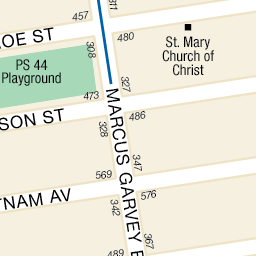 311
457
OE ST
480
308
St. Mary
Church of
Christ
PS 44
Playground
327
473
SON ST
486
328
MARCUS GARVEY B
347
569
576
TNAM AV
342
367
889